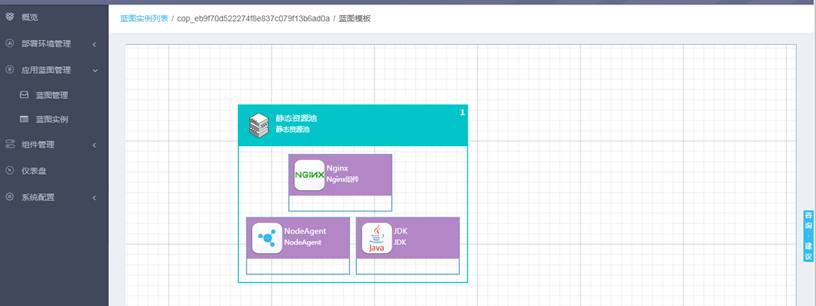 概览
蓝图实例列表 / cop_eb9f70d522274f8e837c079f13b6ad0a / 蓝图模板
部署环境管理
应用蓝图管理
蓝图管理
蓝图实例
组件管理
仪表盘
系统配置
静态资源池
1
静态资源池
NGINX
Nginx
Nginx组件
NodeAgent
NodeAgent
Java
JDK
JDK
咨询·建议